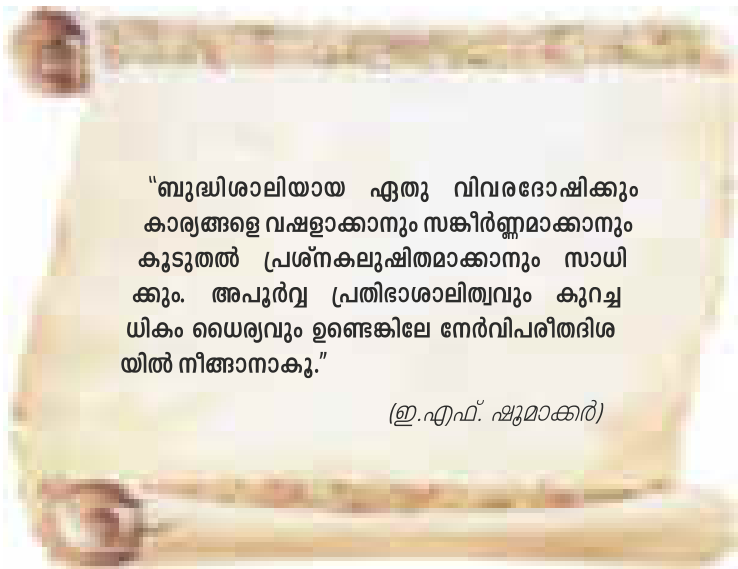 “ബുദ്ധിശാലിയായ ഏതു വിവരദോഷിക്കും
കാര്യങ്ങളെ വഷളാക്കാനും സങ്കീർണ്ണമാക്കാനും
കൂടുതൽ പ്രശ്നകലുഷിതമാക്കാനും സാധി
ക്കും. അപൂർവ്വ പ്രതിഭാശാലിത്വവും കുറച്ച
ധികം ധൈര്യവും ഉണ്ടെങ്കിലേ നേർവിപരീതദിശ
യിൽ നീങ്ങാനാകൂ.”
(ഇ.എഫ്. ഷൂമാക്കർ)